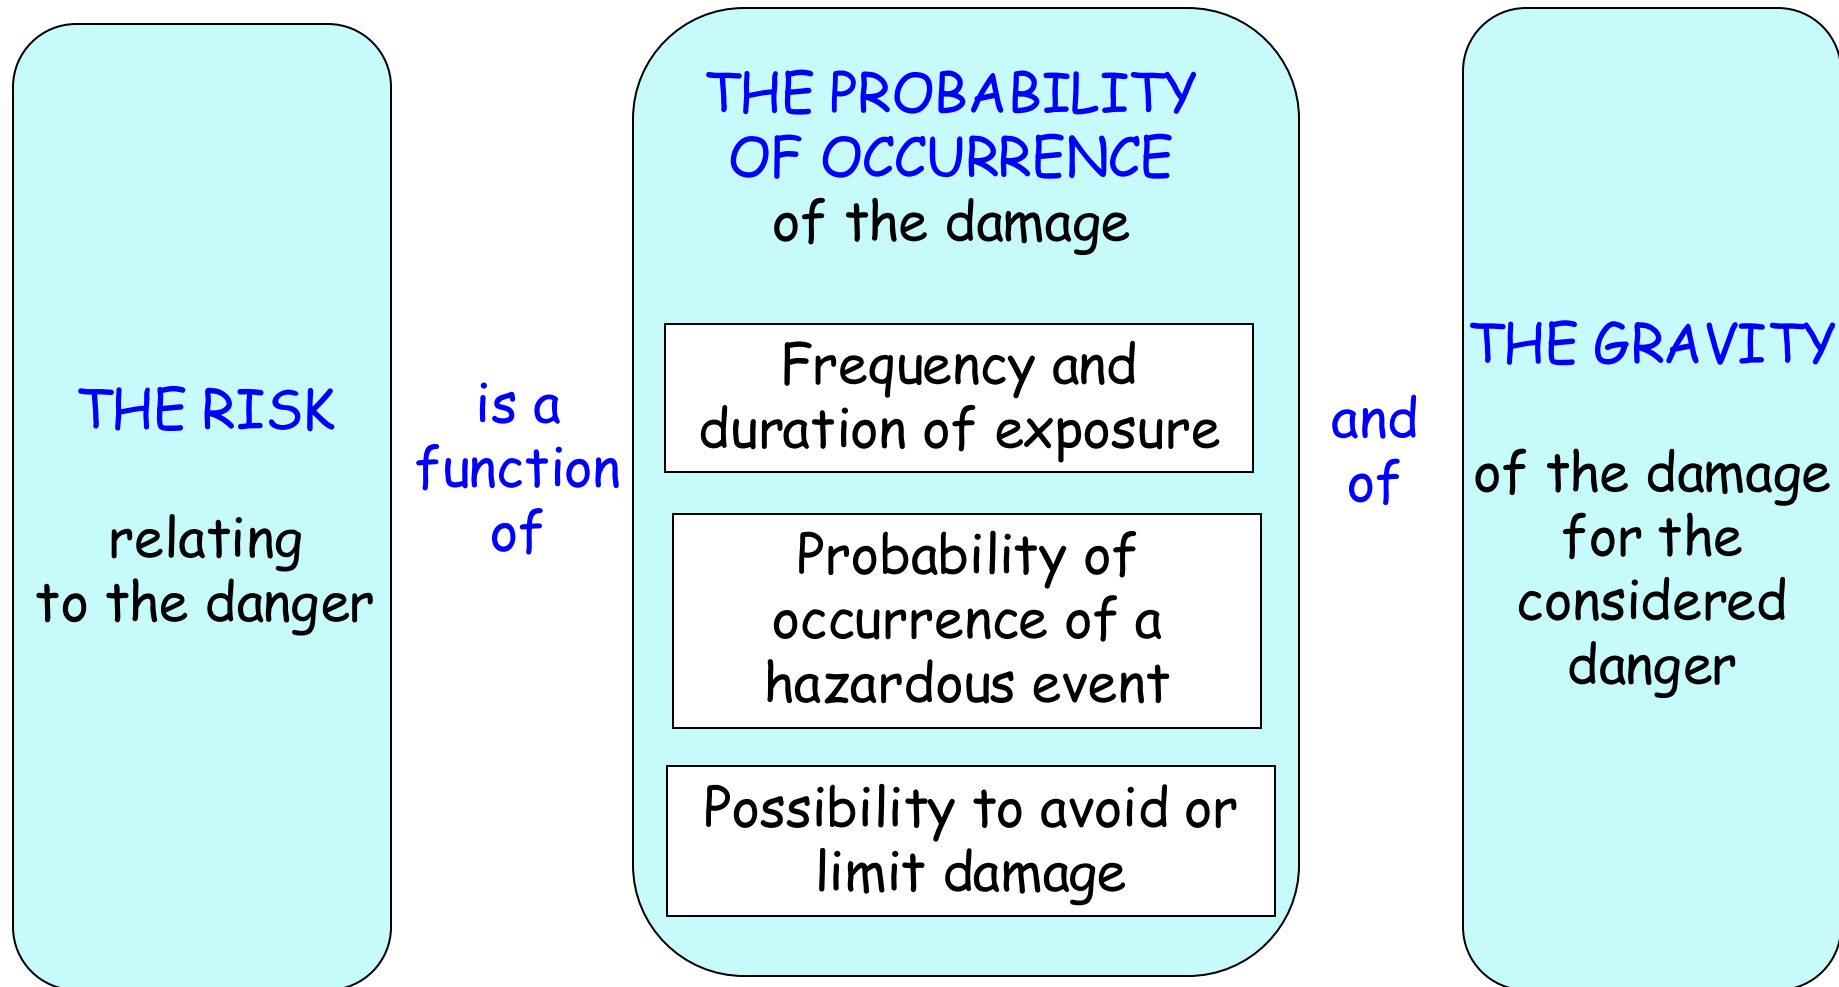 THE RISK
relating
to the danger
is a
function
of
THE PROBABILITY
OF OCCURRENCE
of the damage
Frequency and
duration of exposure
Probability of
occurrence of a
hazardous event
Possibility to avoid or
limit damage
and
of
THE GRAVITY
of the damage
for the
considered
danger